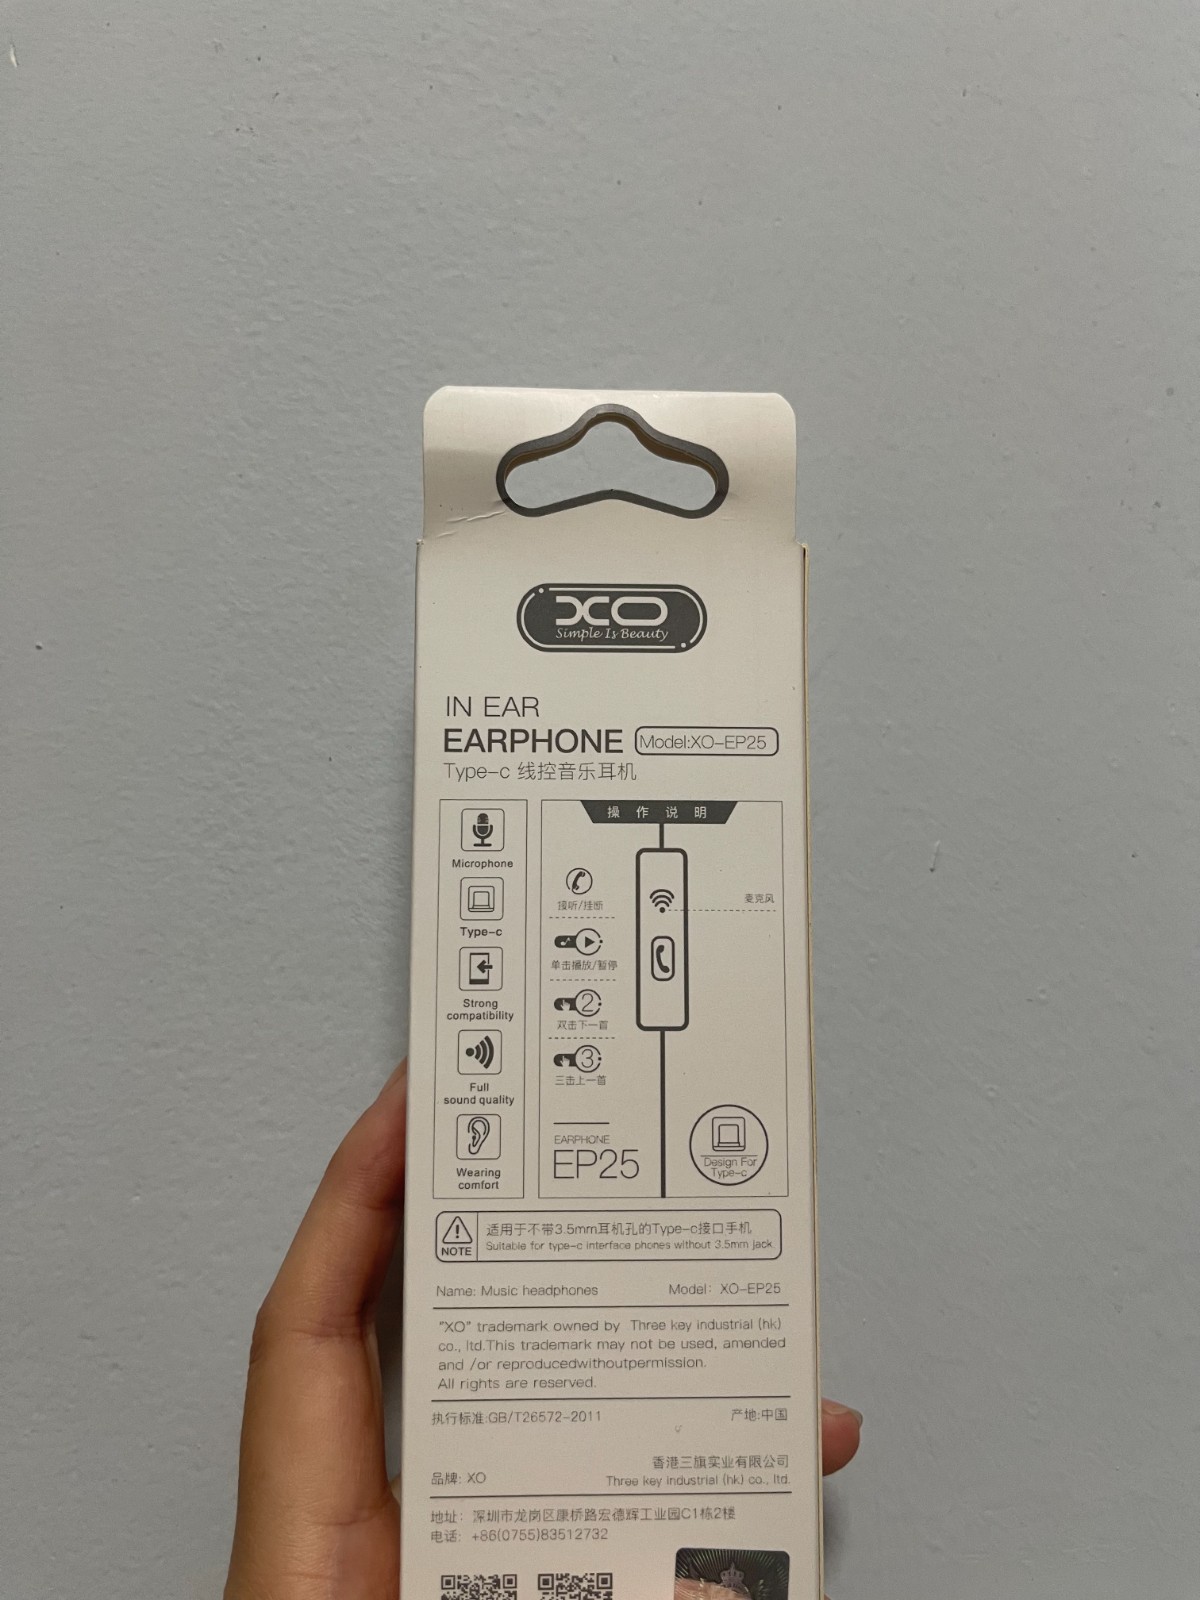 XO
Simple Is Beauty
IN EAR
EARPHONE Model:XO-EP25
Type-c 线控音乐耳机
Microphone
Type-c
Strong
compatibility
Full
sound quality
Wearing
comfort
操作说明
接听/挂断
麦克风
单击播放/暂停
2
双击下一首
3
三击上一首
EARPHONE
EP25
Design For
Type-c
NOTE
适用于不带3.5mm耳机孔的Type-c接口手机
Suitable for type-c interface phones without 3.5mm jack.
Name: Music headphones Model: XO-EP25
"XO" trademark owned by Three key industrial (hk)
co., ltd.This trademark may not be used, amended
and /or reproducedwithoutpermission.
All rights are reserved.
执行标准:GB/T26572-2011 产地:中国
香港三旗实业有限公司
品牌: XO Three key industrial (hk) co., ltd.
地址: 深圳市龙岗区康桥路宏德辉工业园C1栋2楼
电话: +86(0755)83512732